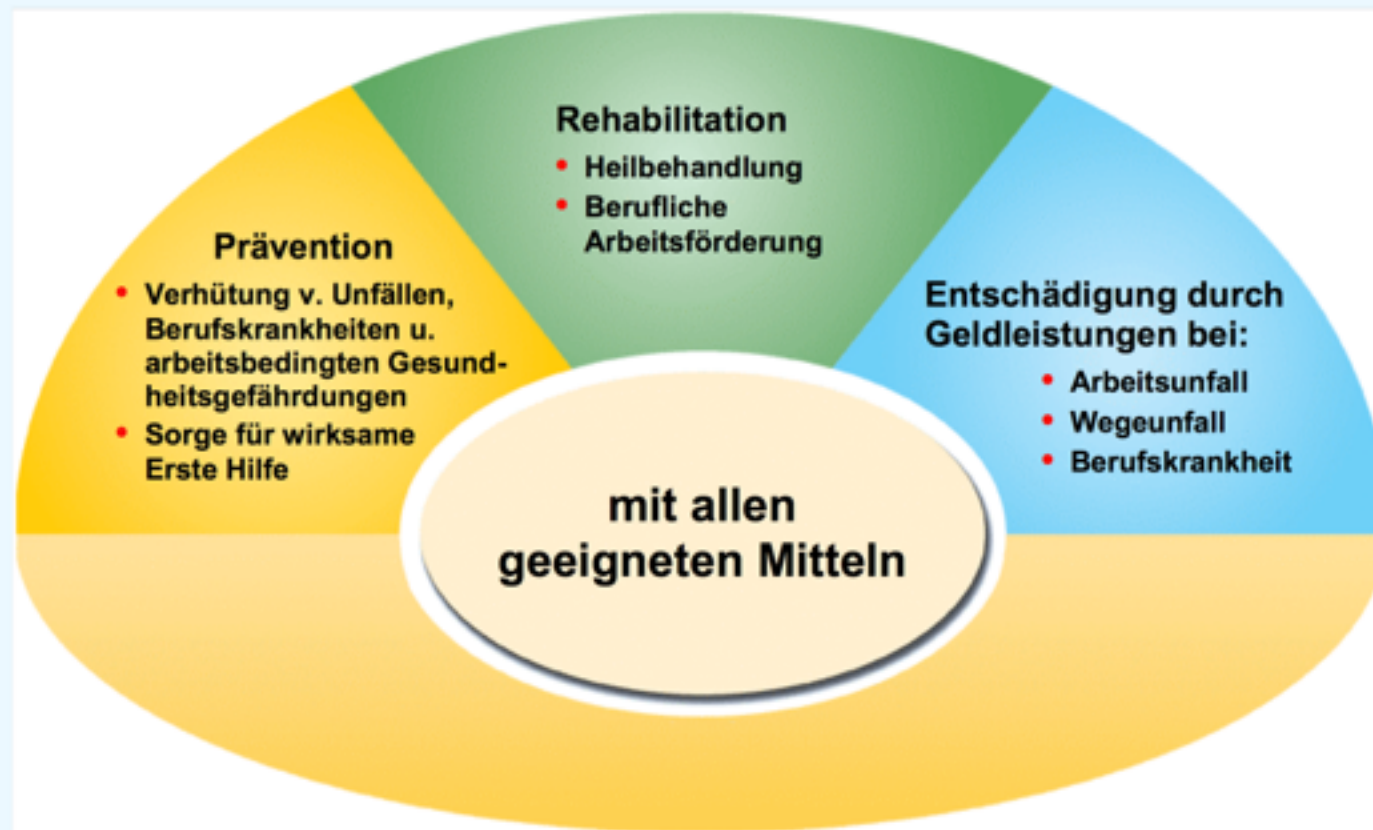 Rehabilitation
• Heilbehandlung
• Berufliche
Arbeitsförderung
Prävention
• Verhütung v. Unfällen,
Berufskrankheiten u.
arbeitsbedingten Gesund-
heitsgefährdungen
• Sorge für wirksame
Erste Hilfe
Entschädigung durch
Geldleistungen bei:
• Arbeitsunfall
• Wegeunfall
• Berufskrankheit
mit allen
geeigneten Mitteln